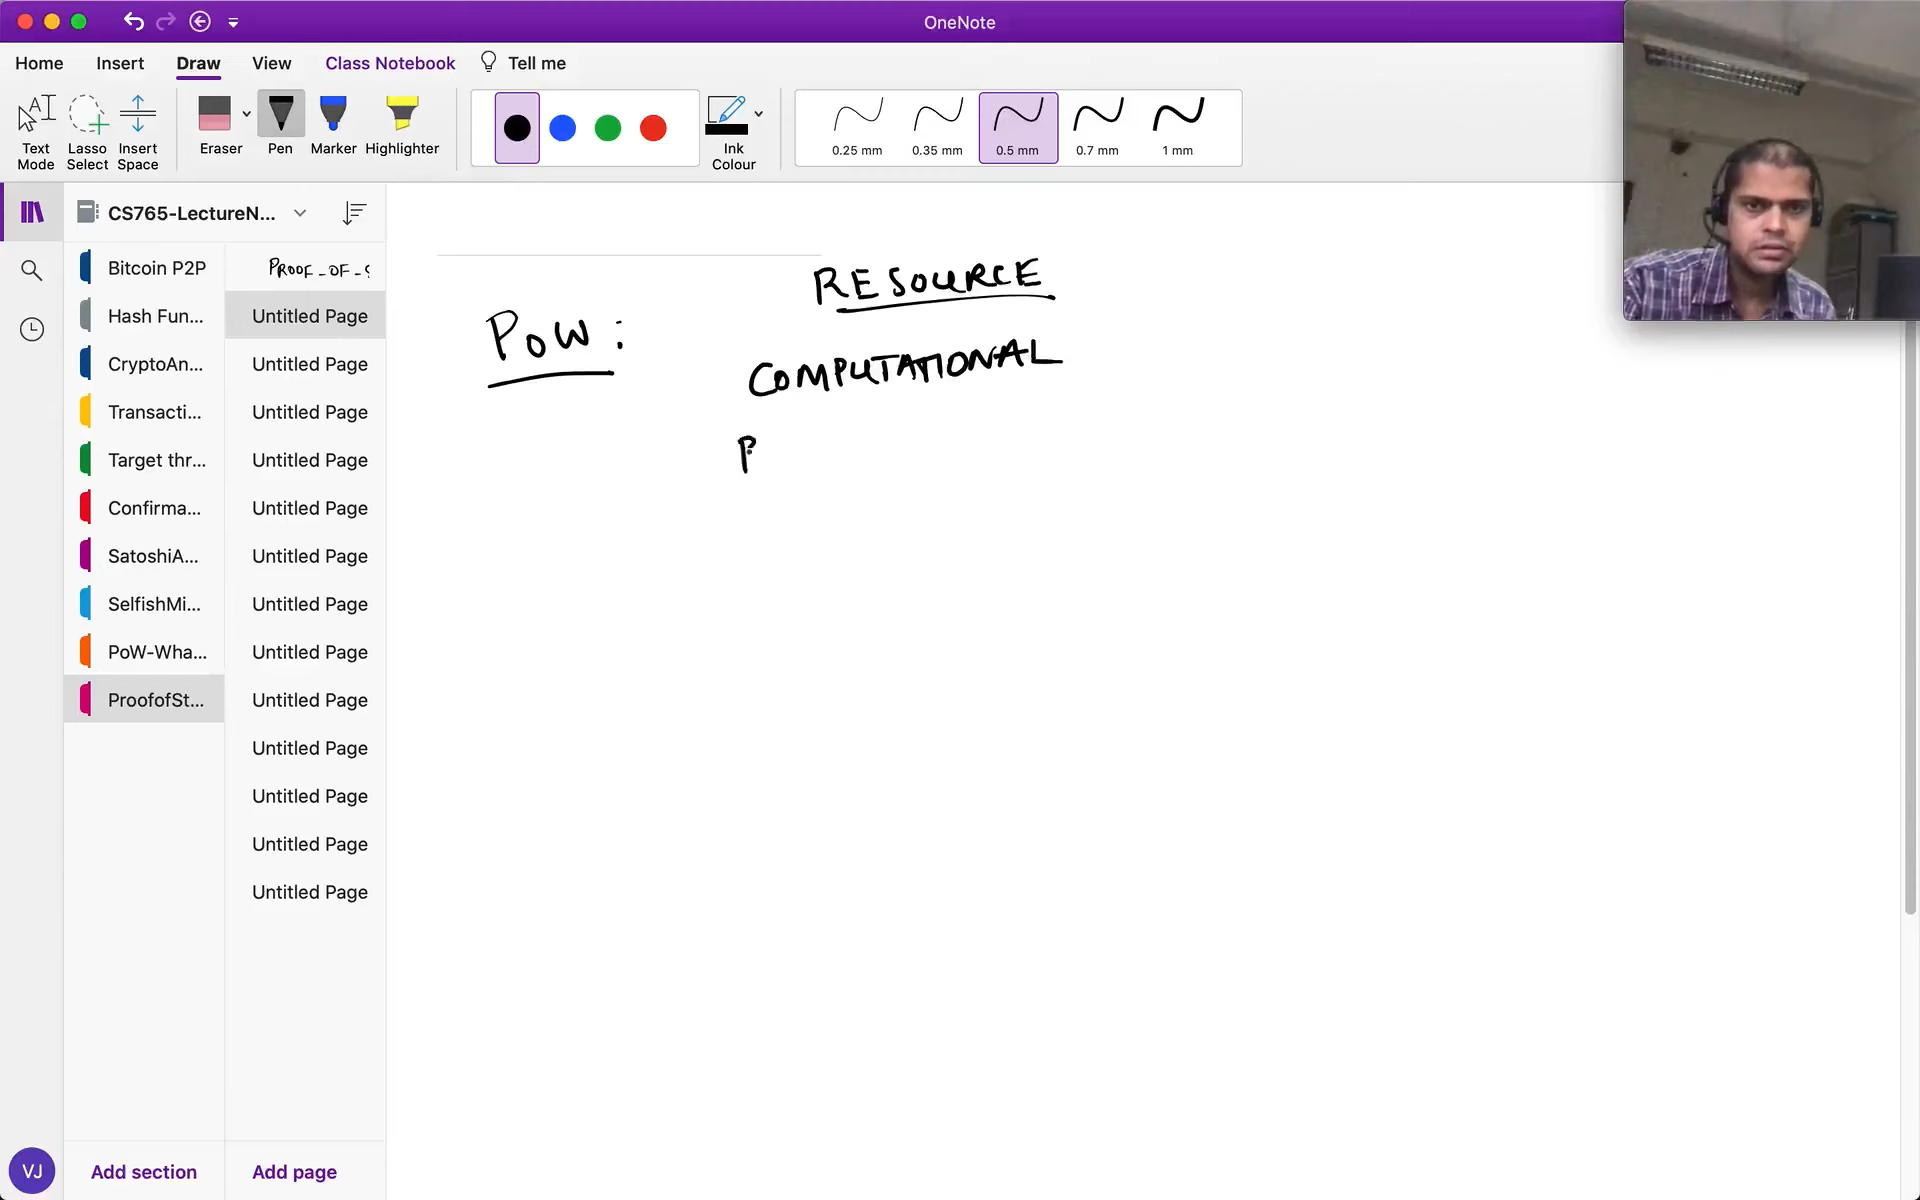 OneNote
Home Insert Draw View Class Notebook Tell me
Text Mode
Lasso Select
Insert Space
Eraser
Pen
Marker
Highlighter
Ink Colour
0.25 mm
0.35 mm
0.5 mm
0.7 mm
1 mm
CS765-LectureN...
Bitcoin P2P
Hash Fun...
CryptoAn...
Transacti...
Target thr...
Confirma...
SatoshiA...
SelfishMi...
PoW-Wha...
ProofofSt...
PROOF-OF-S
Untitled Page
Untitled Page
Untitled Page
Untitled Page
Untitled Page
Untitled Page
Untitled Page
Untitled Page
Untitled Page
Untitled Page
Untitled Page
Untitled Page
Untitled Page
RESOURCE
PoW:
COMPUTATIONAL
P
VJ
Add section
Add page